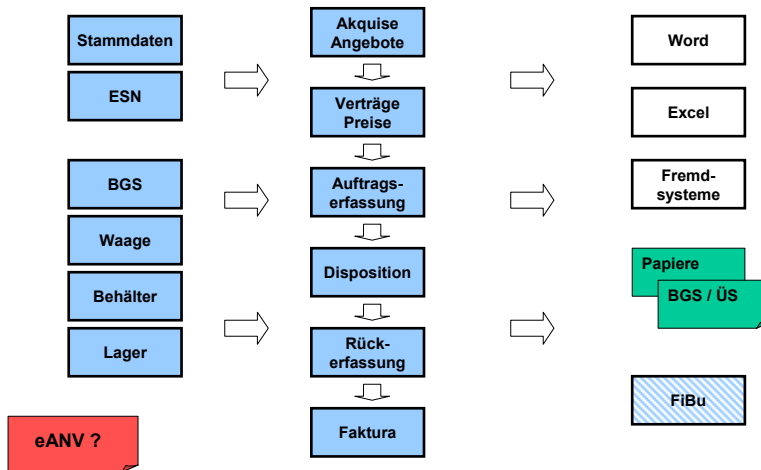 Stammdaten
ESN
BGS
Waage
Behälter
Lager
eANV ?
Akquise
Angebote
Verträge
Preise
Auftrags-
erfassung
Disposition
Rück-
erfassung
Faktura
Word
Excel
Fremd-
systeme
Papiere
BGS / ÜS
FiBu